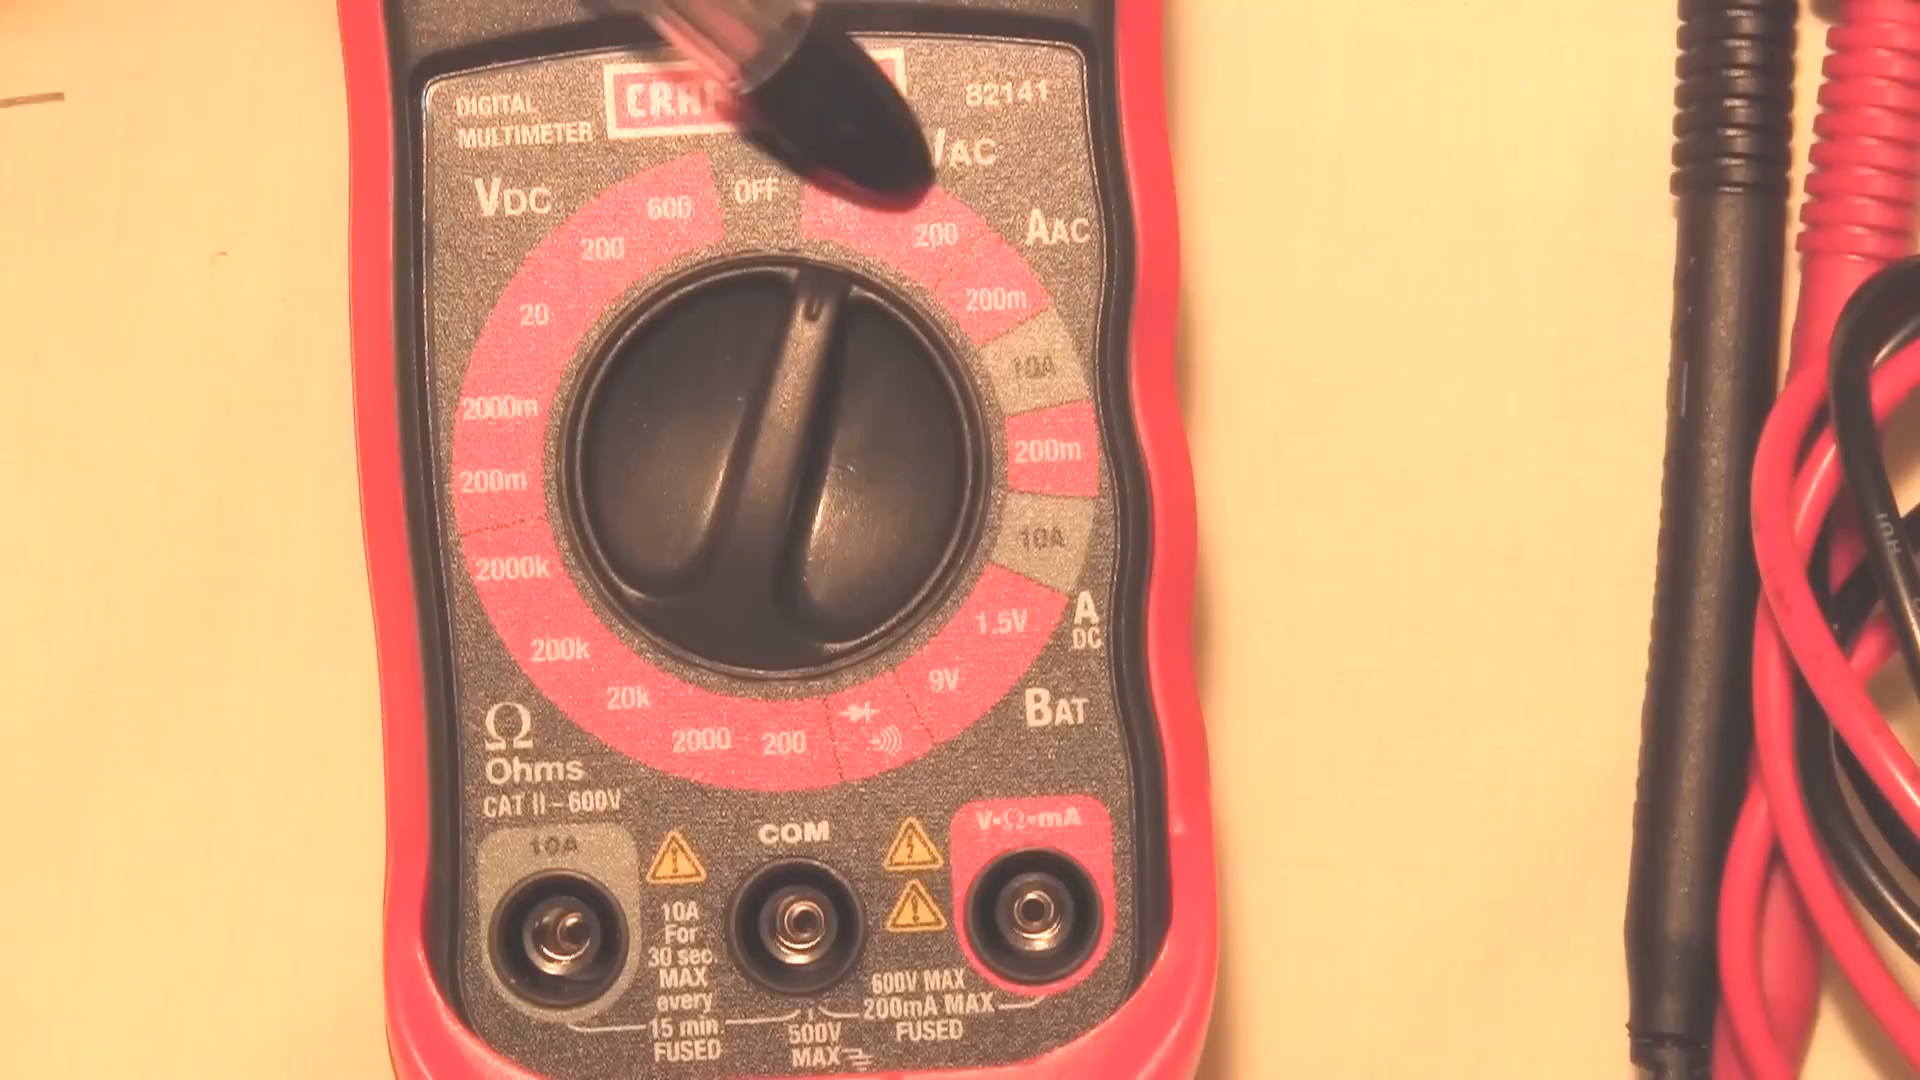 DIGITAL
MULTIMETER
82141
VDC
OFF
AC
AAC
600
200
20
2000m
200m
2000k
200k
20k
2000
200
200
200m
10A
200m
10A
1.5V
9V
A
DC
BAT
Ω
Ohms
CAT II - 600V
10A
COM
V·Ω·mA
10A
For
30 sec.
MAX
every
15 min.
FUSED
500V
MAX
600V MAX
200mA MAX
FUSED